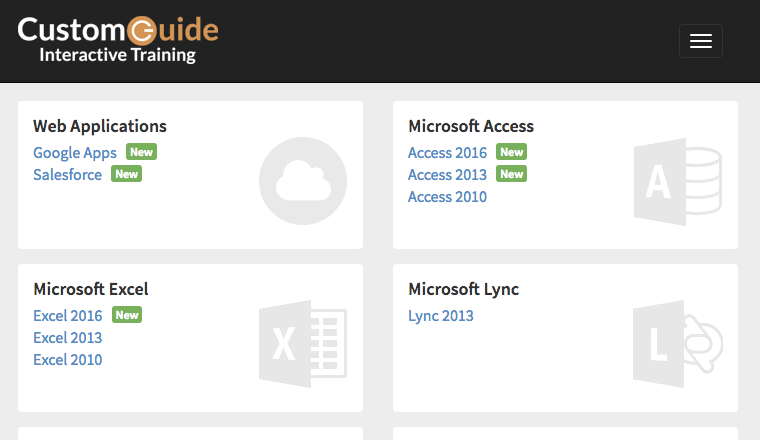 CustomGuide
Interactive Training
Web Applications
Google Apps New
Salesforce New
Microsoft Access
Access 2016 New
Access 2013 New
Access 2010
A
Microsoft Excel
Excel 2016 New
Excel 2013
Excel 2010
X
Microsoft Lync
Lync 2013
L